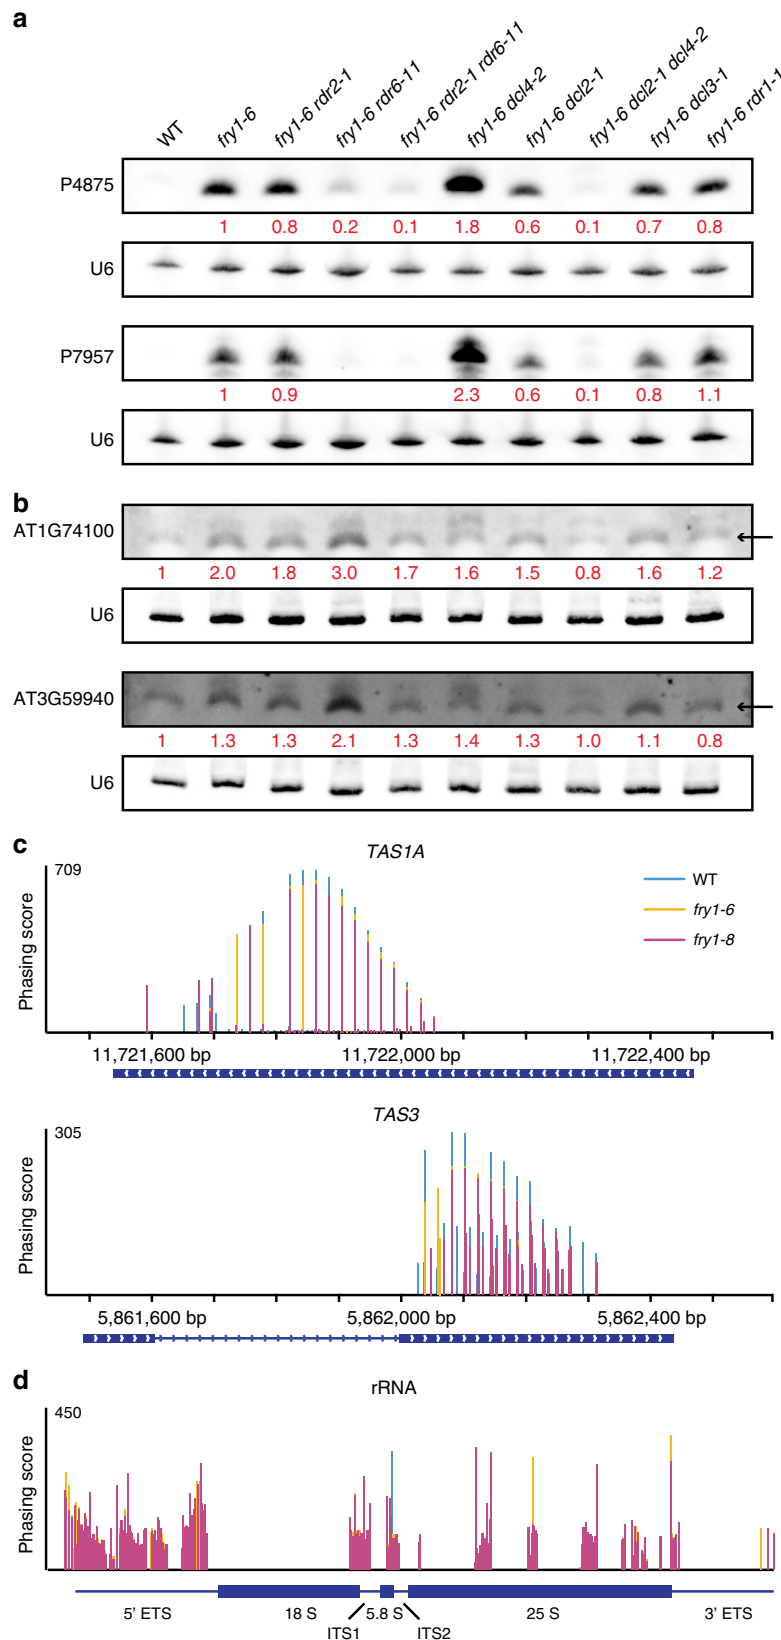 a
WT
fry1-6
fry1-6 rdr2-1
fry1-6 rdr6-11
fry1-6 rdr2-1 rdr6-11
fry1-6 dcl4-2
fry1-6 dcl2-1
fry1-6 dcl2-1 dcl4-2
fry1-6 dcl3-1
fry1-6 rdr1-1
P4875
1 0.8 0.2 0.1 1.8 0.6 0.1 0.7 0.8
U6
P7957
1 0.9 2.3 0.6 0.1 0.8 1.1
U6
b
AT1G74100
1 2.0 1.8 3.0 1.7 1.6 1.5 0.8 1.6 1.2
U6
AT3G59940
1 1.3 1.3 2.1 1.3 1.4 1.3 1.0 1.1 0.8
U6
c
TAS1A
709
Phasing score
WT
fry1-6
fry1-8
11,721,600 bp 11,722,000 bp 11,722,400 bp
TAS3
305
Phasing score
5,861,600 bp 5,862,000 bp 5,862,400 bp
d
rRNA
450
Phasing score
5' ETS 18 S 5.8 S 25 S 3' ETS
ITS1 ITS2